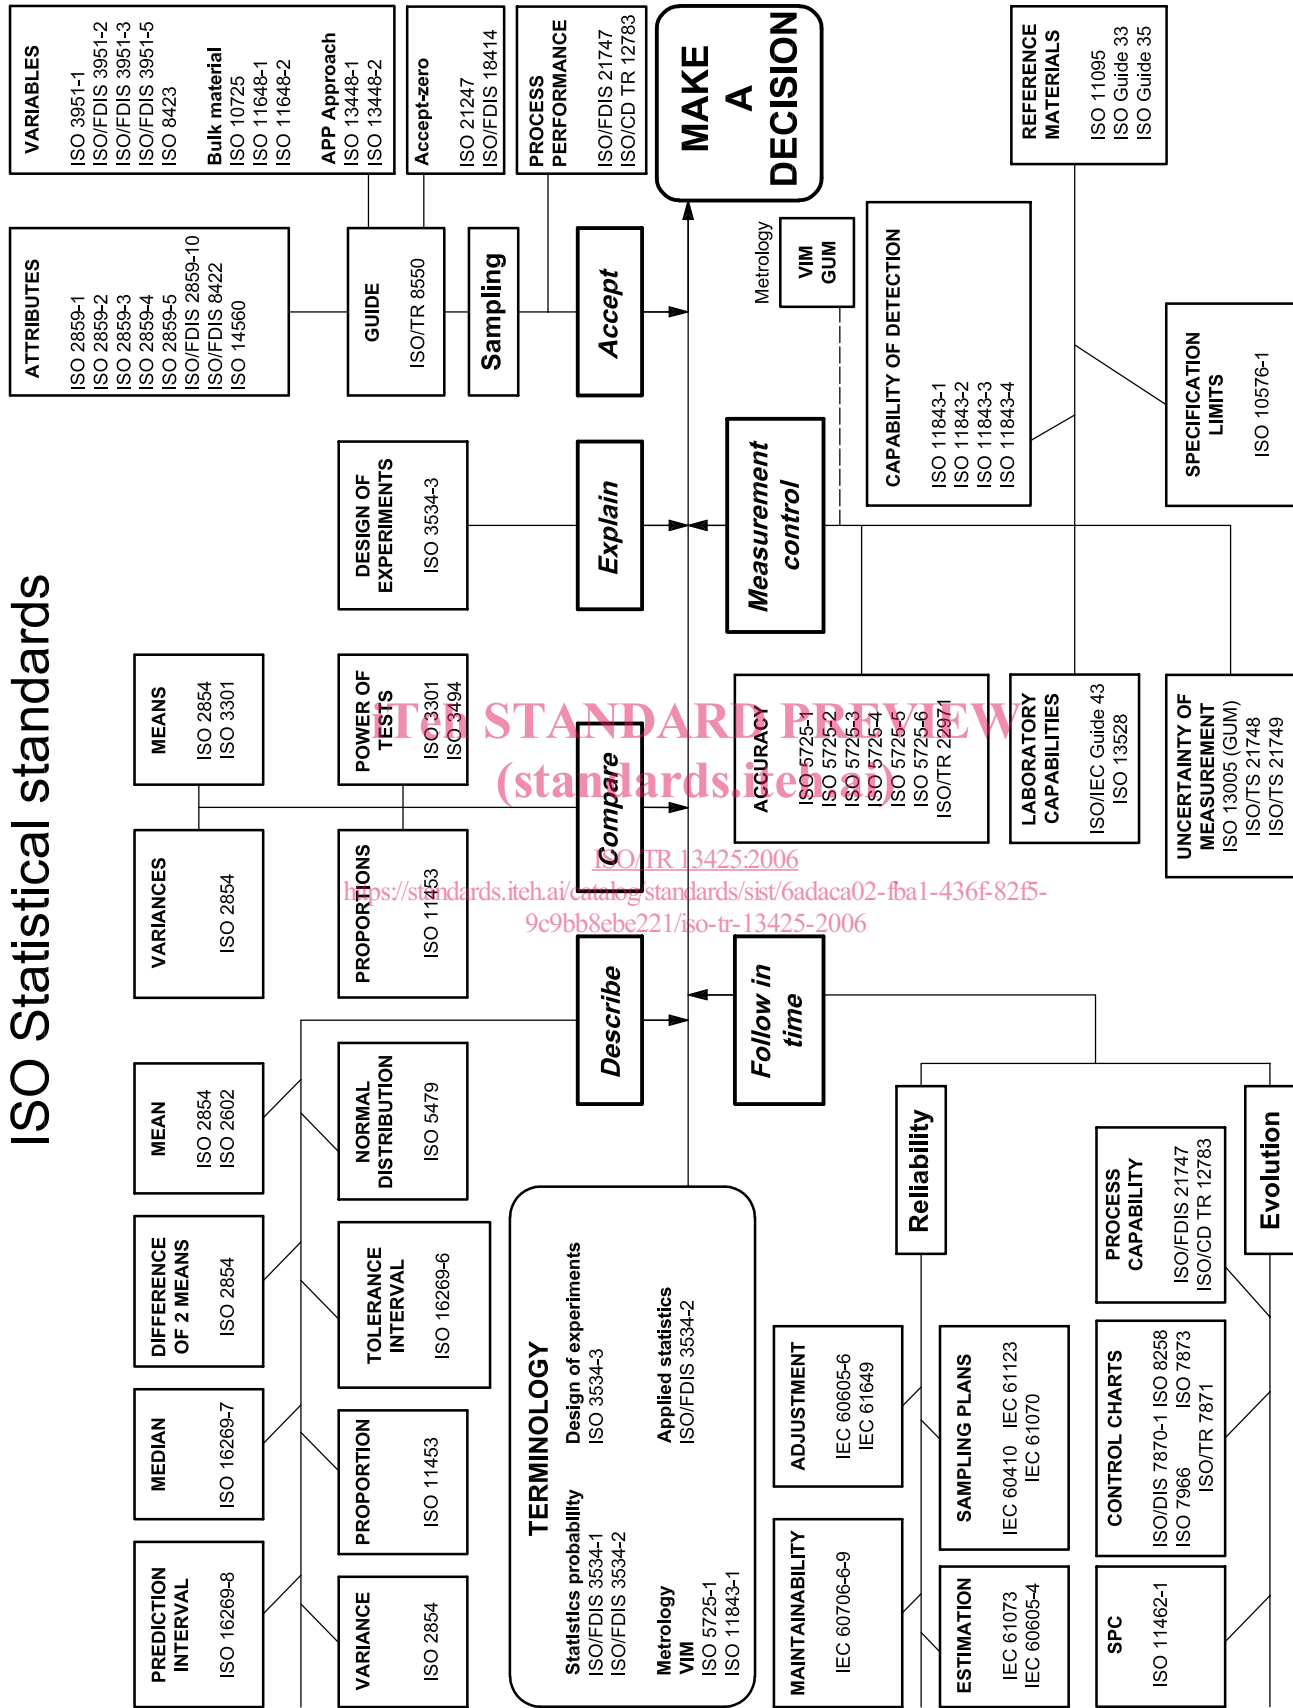 ISO Statistical standards
PREDICTION
INTERVAL
ISO 16269-8
MEDIAN
ISO 16269-7
DIFFERENCE
OF 2 MEANS
ISO 2854
MEAN
ISO 2854
ISO 2602
VARIANCES
ISO 2854
MEANS
ISO 2854
ISO 3301
ATTRIBUTES
ISO 2859-1
ISO 2859-2
ISO 2859-3
ISO 2859-4
ISO 2859-5
ISO/FDIS 2859-10
ISO/FDIS 8422
ISO 14560
VARIABLES
ISO 3951-1
ISO/FDIS 3951-2
ISO/FDIS 3951-3
ISO/FDIS 3951-5
ISO 8423
Bulk material
ISO 10725
ISO 11648-1
ISO 11648-2
APP Approach
ISO 13448-1
ISO 13448-2
VARIANCE
ISO 2854
PROPORTION
ISO 11453
TOLERANCE
INTERVAL
ISO 16269-6
NORMAL
DISTRIBUTION
ISO 5479
PROPORTIONS
ISO 11453
POWER OF
TESTS
ISO 3301
ISO 3494
DESIGN OF
EXPERIMENTS
ISO 3534-3
GUIDE
ISO/TR 8550
Accept-zero
ISO 21247
ISO/FDIS 18414
Sampling
PROCESS
PERFORMANCE
ISO/FDIS 21747
ISO/CD TR 12783
Describe
Compare
Explain
Accept
TERMINOLOGY
Statistics probability
ISO/FDIS 3534-1
ISO/FDIS 3534-2
Design of experiments
ISO 3534-3
Metrology
VIM
ISO 5725-1
ISO 11843-1
Applied statistics
ISO/FDIS 3534-2
MAKE
A
DECISION
Follow in
time
Measurement
control
Metrology
VIM
GUM
ACCURACY
ISO 5725-1
ISO 5725-2
ISO 5725-3
ISO 5725-4
ISO 5725-5
ISO 5725-6
ISO/TR 22971
CAPABILITY OF DETECTION
ISO 11843-1
ISO 11843-2
ISO 11843-3
ISO 11843-4
REFERENCE
MATERIALS
ISO 11095
ISO Guide 33
ISO Guide 35
MAINTAINABILITY
IEC 60706-6-9
ADJUSTMENT
IEC 60605-6
IEC 61649
Reliability
ESTIMATION
IEC 61073
IEC 60605-4
SAMPLING PLANS
IEC 60410 IEC 61123
IEC 61070
LABORATORY
CAPABILITIES
ISO/IEC Guide 43
ISO 13528
SPC
ISO 11462-1
CONTROL CHARTS
ISO/DIS 7870-1 ISO 8258
ISO 7966 ISO 7873
ISO/TR 7871
PROCESS
CAPABILITY
ISO/FDIS 21747
ISO/CD TR 12783
Evolution
UNCERTAINTY OF
MEASUREMENT
ISO 13005 (GUM)
ISO/TS 21748
ISO/TS 21749
SPECIFICATION
LIMITS
ISO 10576-1
iTeh STANDARD PREVIEW
(standards.iteh.ai)
ISO/TR 13425:2006
https://standards.iteh.ai/catalog/standards/sist/6adaca02-fba1-436f-82f5-
9c9bb8ebe221/iso-tr-13425-2006